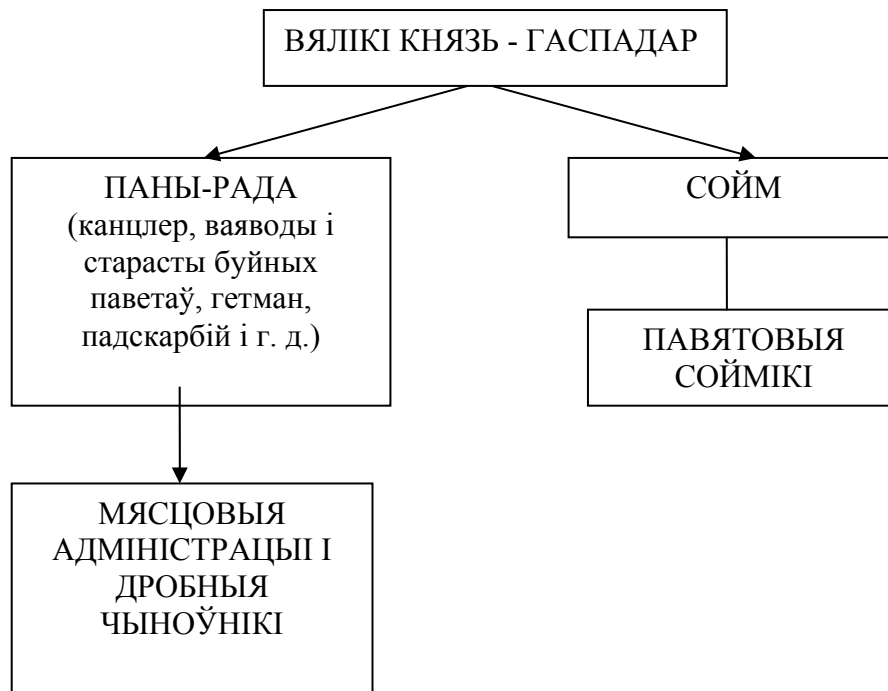 ВЯЛІКІ КНЯЗЬ - ГАСПАДАР
ПАНЫ-РАДА
(канцлер, ваяводы і
старасты буйных
паветаў, гетман,
падскарбій і г. д.)
СОЙМ
ПАВЯТОВЫЯ
СОЙМІКІ
МЯСЦОВЫЯ
АДМІНІСТРАЦЫІ І
ДРОБНЫЯ
ЧЫНОЎНІКІ